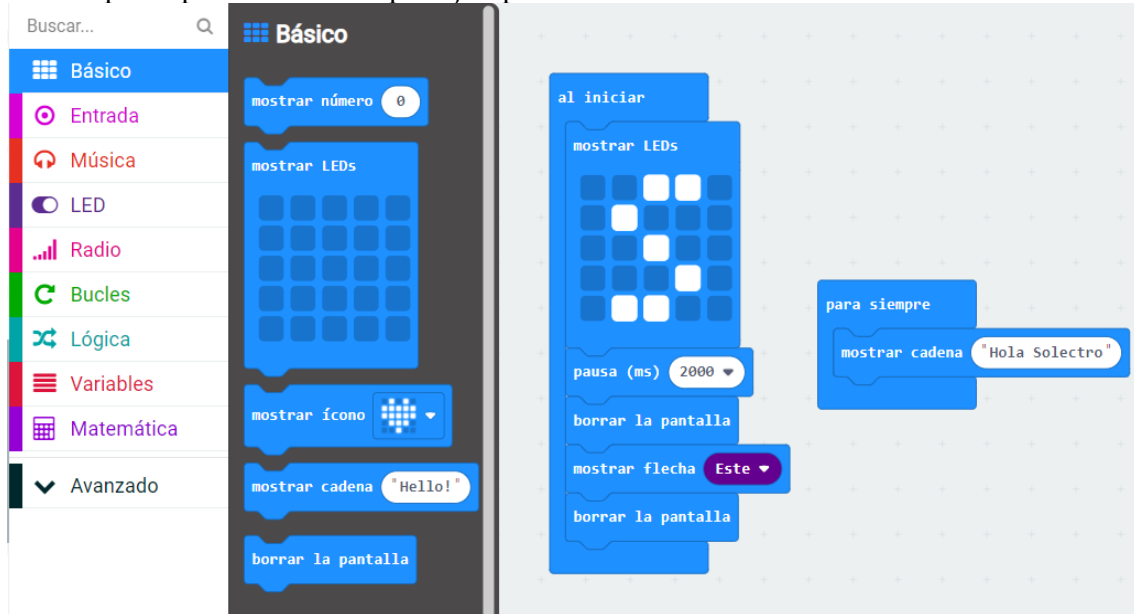 Buscar...
Básico
Entrada
Música
LED
Radio
Bucles
Lógica
Variables
Matemática
Avanzado
Básico
mostrar número 0
mostrar LEDs
mostrar ícono
mostrar cadena "Hello!"
borrar la pantalla
al iniciar
mostrar LEDs
pausa (ms) 2000
borrar la pantalla
mostrar flecha Este
borrar la pantalla
para siempre
mostrar cadena "Hola Solectro"